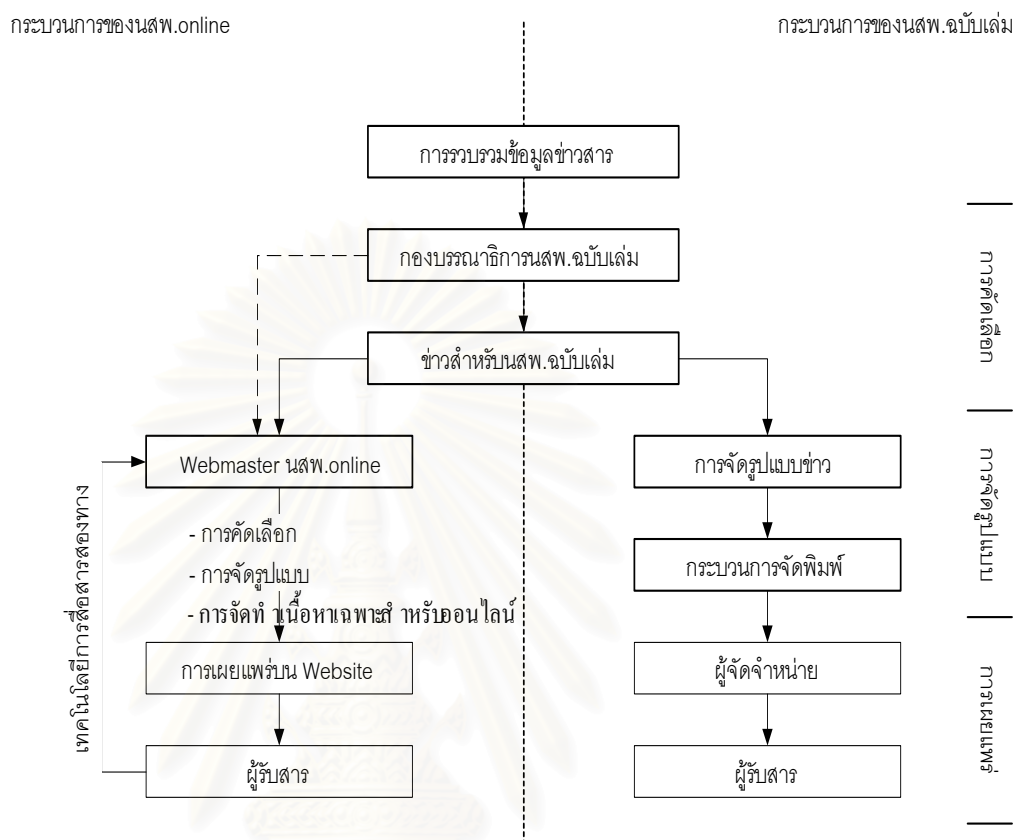 กระบวนการของนสพ.online
กระบวนการของนสพ.ฉบับเล่ม
การรวบรวมข้อมูลข่าวสาร
กองบรรณาธิการนสพ.ฉบับเล่ม
ข่าวสำหรับนสพ.ฉบับเล่ม
การคัดเลือก
Webmaster นสพ.online
การจัดรูปแบบข่าว
- การคัดเลือก
- การจัดรูปแบบ
- การจัดทำเนื้อหาเฉพาะสำหรับออนไลน์
กระบวนการจัดพิมพ์
การจัดรูปแบบ
เทคโนโลยีการสื่อสารสองทาง
การเผยแพร่บน Website
ผู้จัดจำหน่าย
ผู้รับสาร
ผู้รับสาร
การเผยแพร่